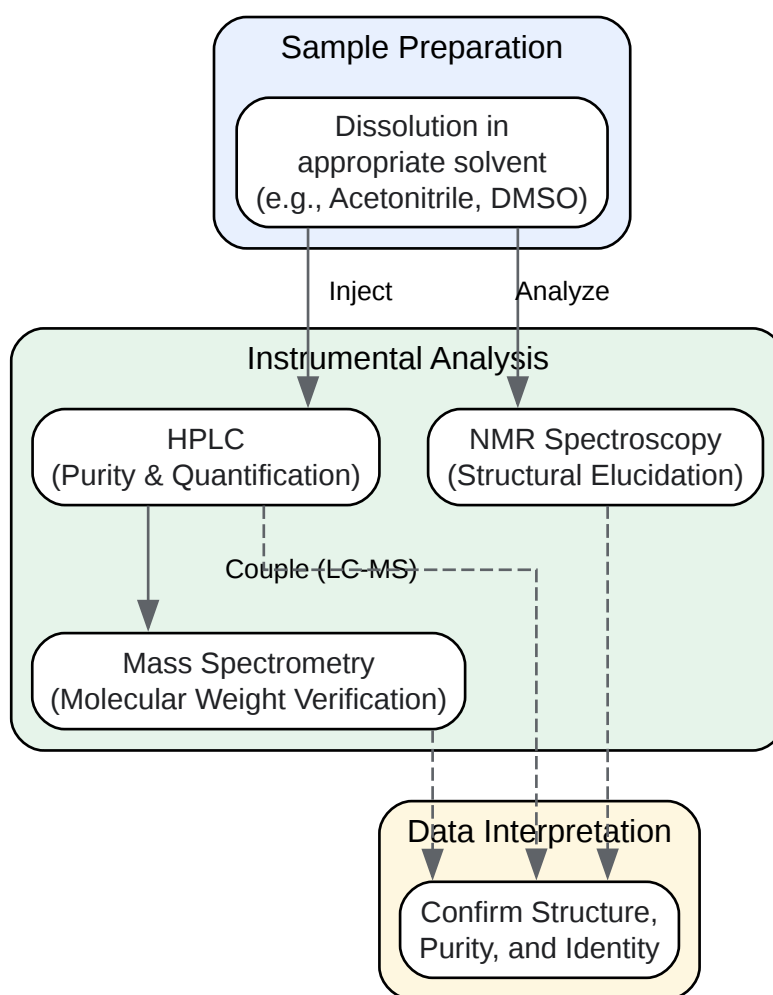 Sample Preparation
Dissolution in
appropriate solvent
(e.g., Acetonitrile, DMSO)
Inject
Analyze
Instrumental Analysis
HPLC
(Purity & Quantification)
NMR Spectroscopy
(Structural Elucidation)
Couple (LC-MS)
Mass Spectrometry
(Molecular Weight Verification)
Data Interpretation
Confirm Structure,
Purity, and Identity